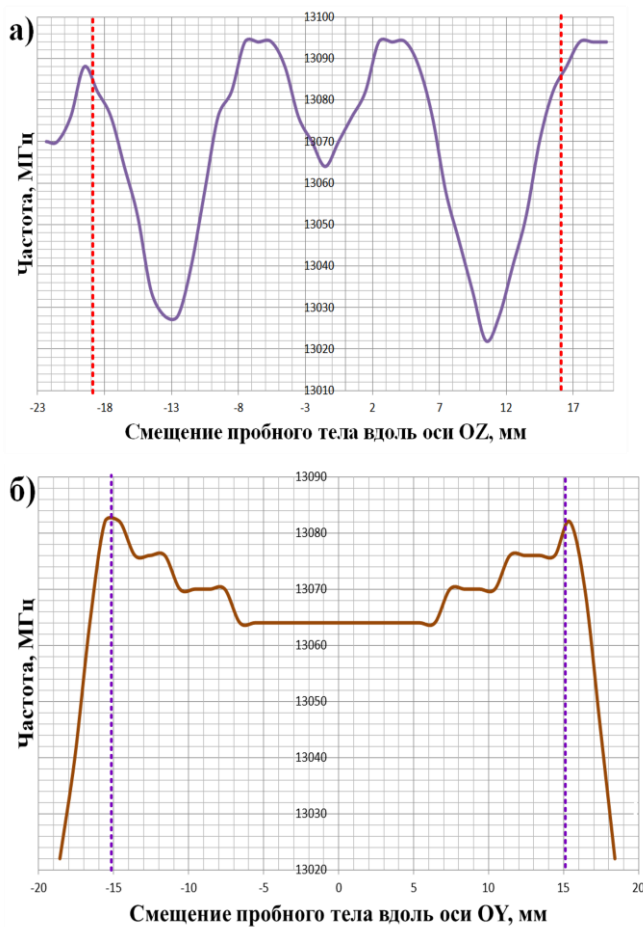 а)
Частота, МГц
13100
13090
13080
13070
13060
13050
13040
13030
13020
13010
-23 -18 -13 -8 -3 2 7 12 17
Смещение пробного тела вдоль оси OZ, мм
б)
Частота, МГц
13090
13080
13070
13060
13050
13040
13030
13020
-20 -15 -10 -5 0 5 10 15 20
Смещение пробного тела вдоль оси OY, мм